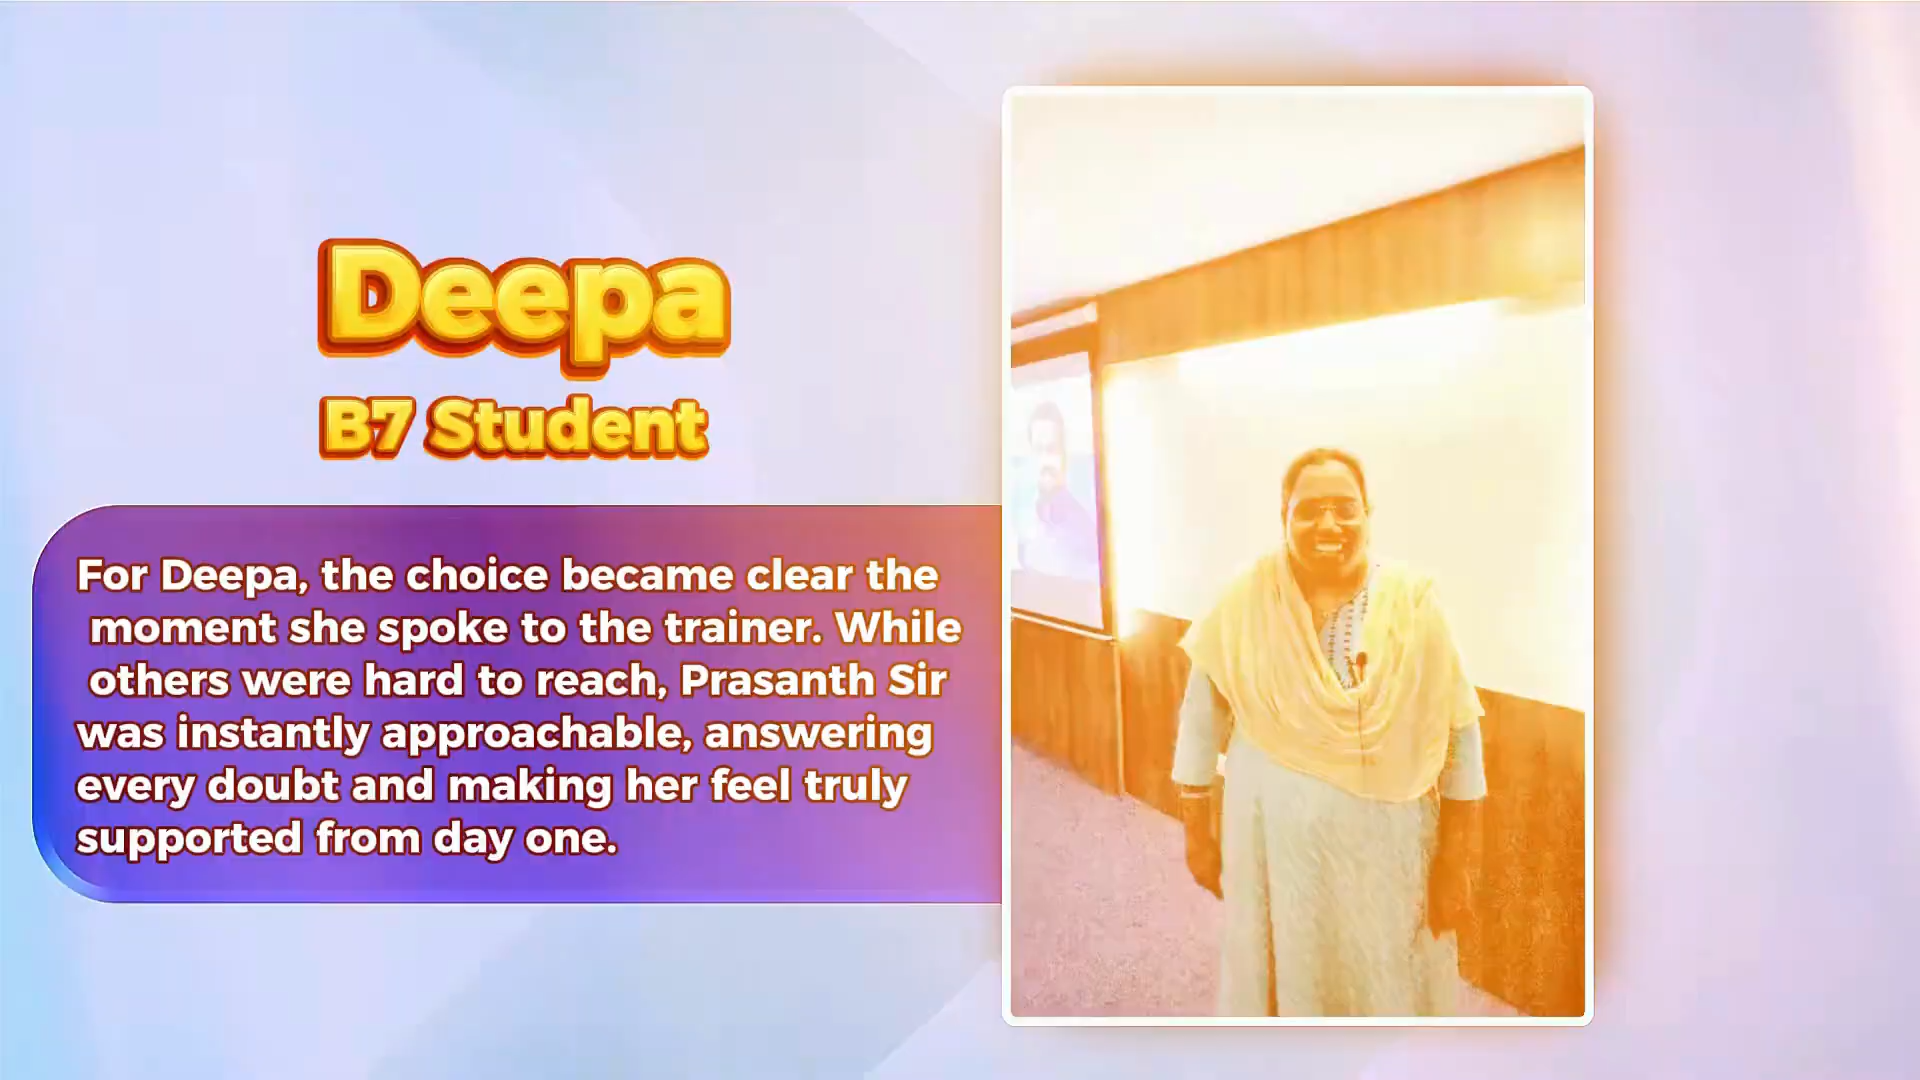 Deepa
B7 Student
For Deepa, the choice became clear the
moment she spoke to the trainer. While
others were hard to reach, Prasanth Sir
was instantly approachable, answering
every doubt and making her feel truly
supported from day one.